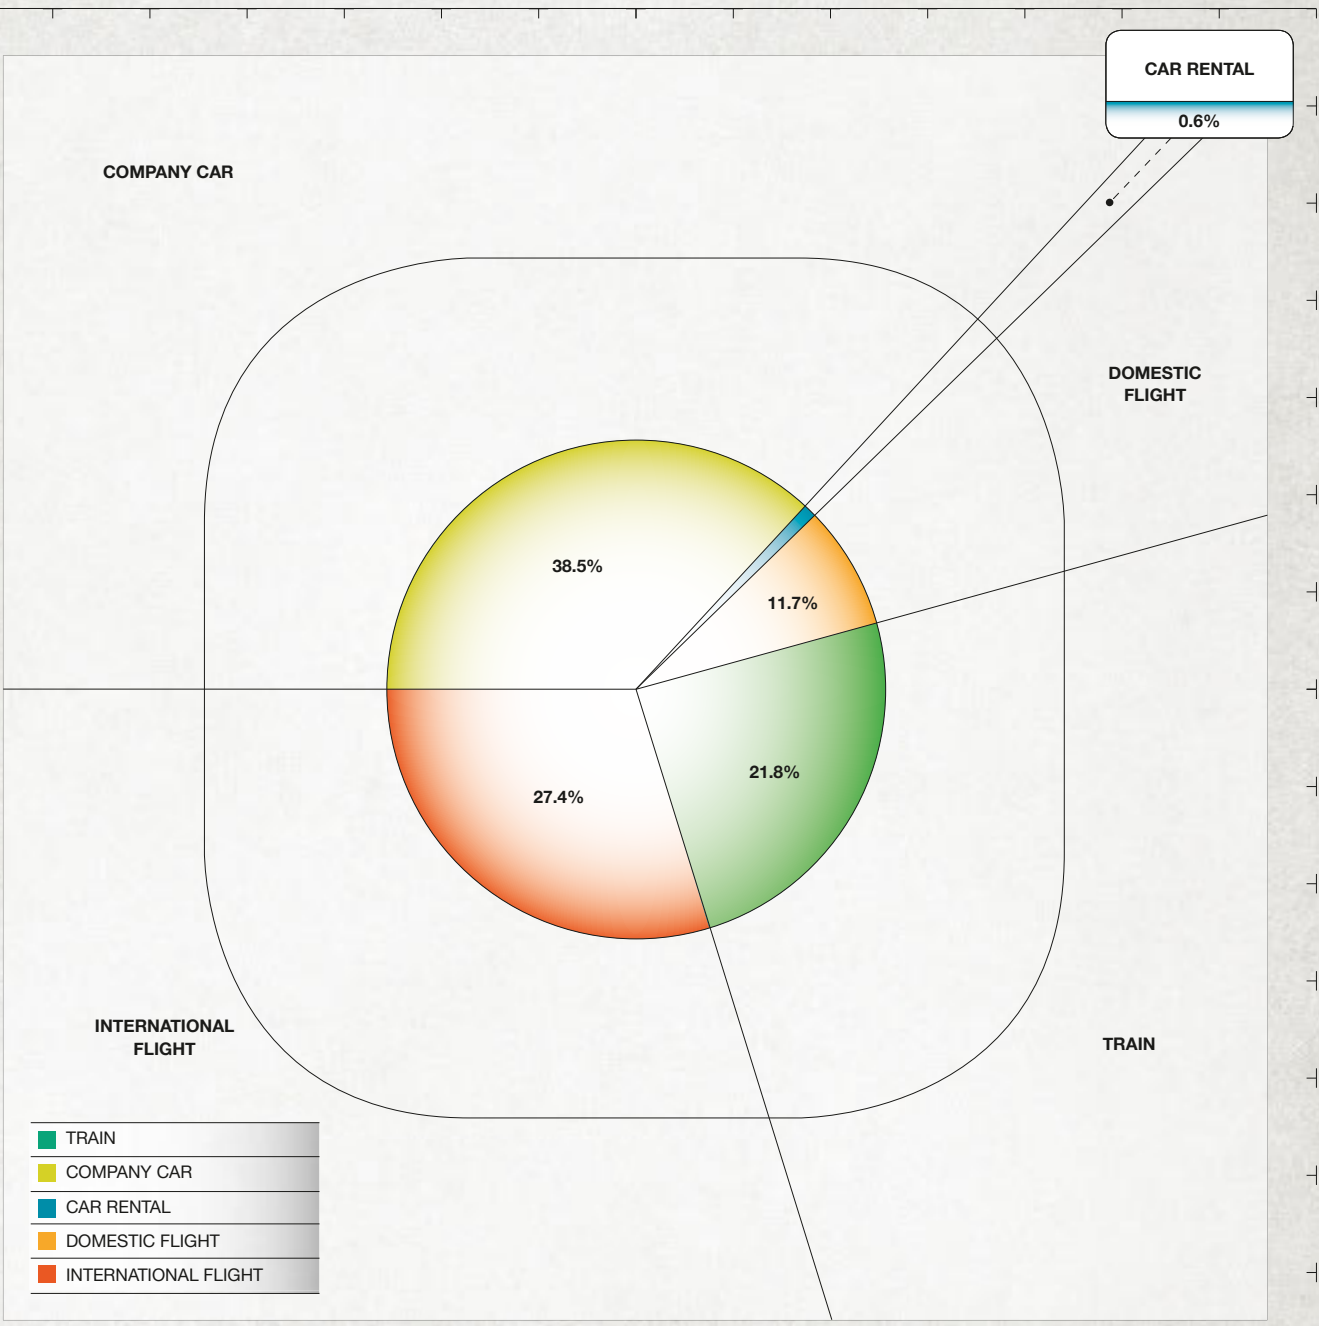 CAR RENTAL
0.6%
COMPANY CAR
DOMESTIC
FLIGHT
38.5%
11.7%
21.8%
27.4%
INTERNATIONAL
FLIGHT
TRAIN
TRAIN
COMPANY CAR
CAR RENTAL
DOMESTIC FLIGHT
INTERNATIONAL FLIGHT